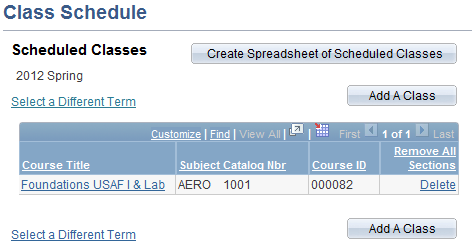 Class Schedule
Scheduled Classes
Create Spreadsheet of Scheduled Classes
2012 Spring
Select a Different Term
Add A Class
Customize | Find | View All | | First 1 of 1 Last
Course Title Subject Catalog Nbr Course ID Remove All Sections
Foundations USAF I & Lab AERO 1001 000082 Delete
Select a Different Term
Add A Class